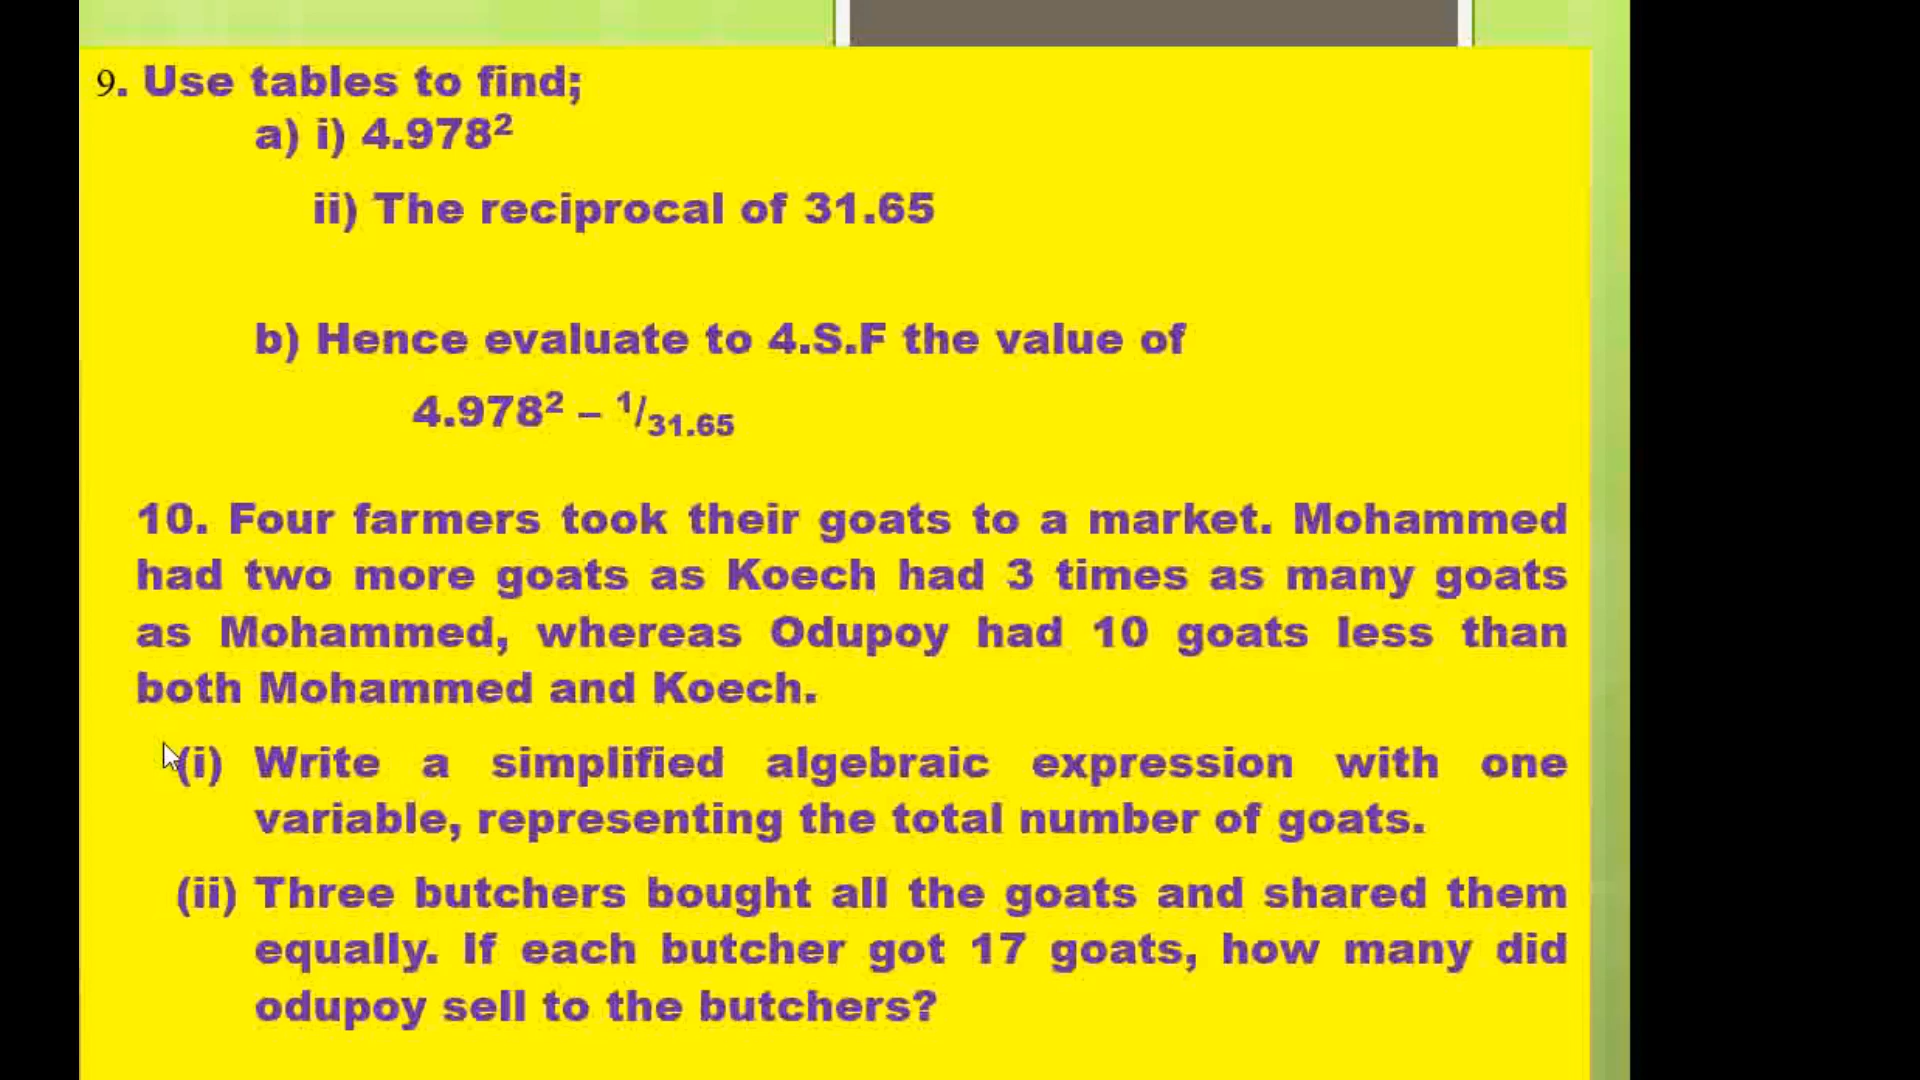 9. Use tables to find;
a) i) 4.978²
ii) The reciprocal of 31.65
b) Hence evaluate to 4.S.F the value of
4.978² – ¹/₃₁.₆₅
10. Four farmers took their goats to a market. Mohammed
had two more goats as Koech had 3 times as many goats
as Mohammed, whereas Odupoy had 10 goats less than
both Mohammed and Koech.
(i) Write a simplified algebraic expression with one
variable, representing the total number of goats.
(ii) Three butchers bought all the goats and shared them
equally. If each butcher got 17 goats, how many did
odupoy sell to the butchers?